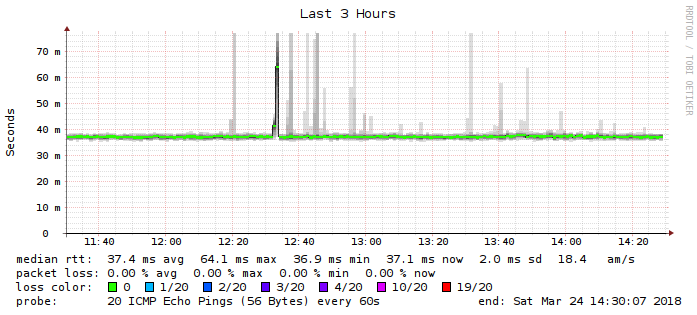 Last 3 Hours
RRDTOOL / TOBI OETIKER
Seconds
70 m
60 m
50 m
40 m
30 m
20 m
10 m
0
11:40 12:00 12:20 12:40 13:00 13:20 13:40 14:00 14:20
median rtt: 37.4 ms avg 64.1 ms max 36.9 ms min 37.1 ms now 2.0 ms sd 18.4 am/s
packet loss: 0.00 % avg 0.00 % max 0.00 % min 0.00 % now
loss color: 0 1/20 2/20 3/20 4/20 10/20 19/20
probe: 20 ICMP Echo Pings (56 Bytes) every 60s end: Sat Mar 24 14:30:07 2018